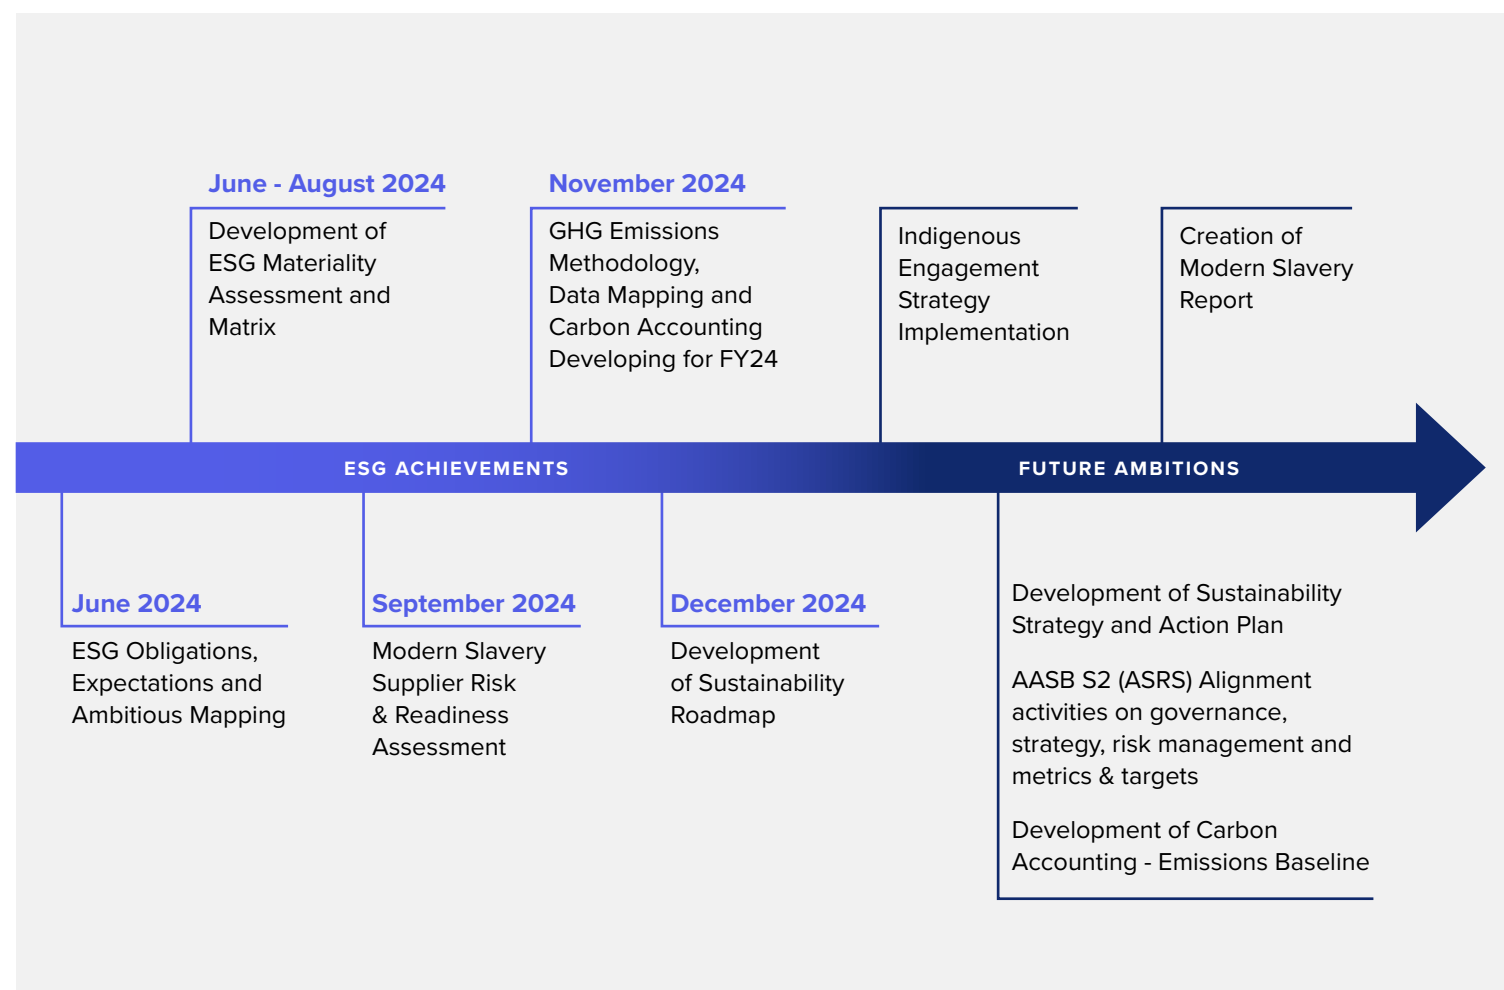 June - August 2024
Development of
ESG Materiality
Assessment and
Matrix
November 2024
GHG Emissions
Methodology,
Data Mapping and
Carbon Accounting
Developing for FY24
Indigenous
Engagement
Strategy
Implementation
Creation of
Modern Slavery
Report
ESG ACHIEVEMENTS
FUTURE AMBITIONS
June 2024
ESG Obligations,
Expectations and
Ambitious Mapping
September 2024
Modern Slavery
Supplier Risk
& Readiness
Assessment
December 2024
Development
of Sustainability
Roadmap
Development of Sustainability
Strategy and Action Plan
AASB S2 (ASRS) Alignment
activities on governance,
strategy, risk management and
metrics & targets
Development of Carbon
Accounting - Emissions Baseline